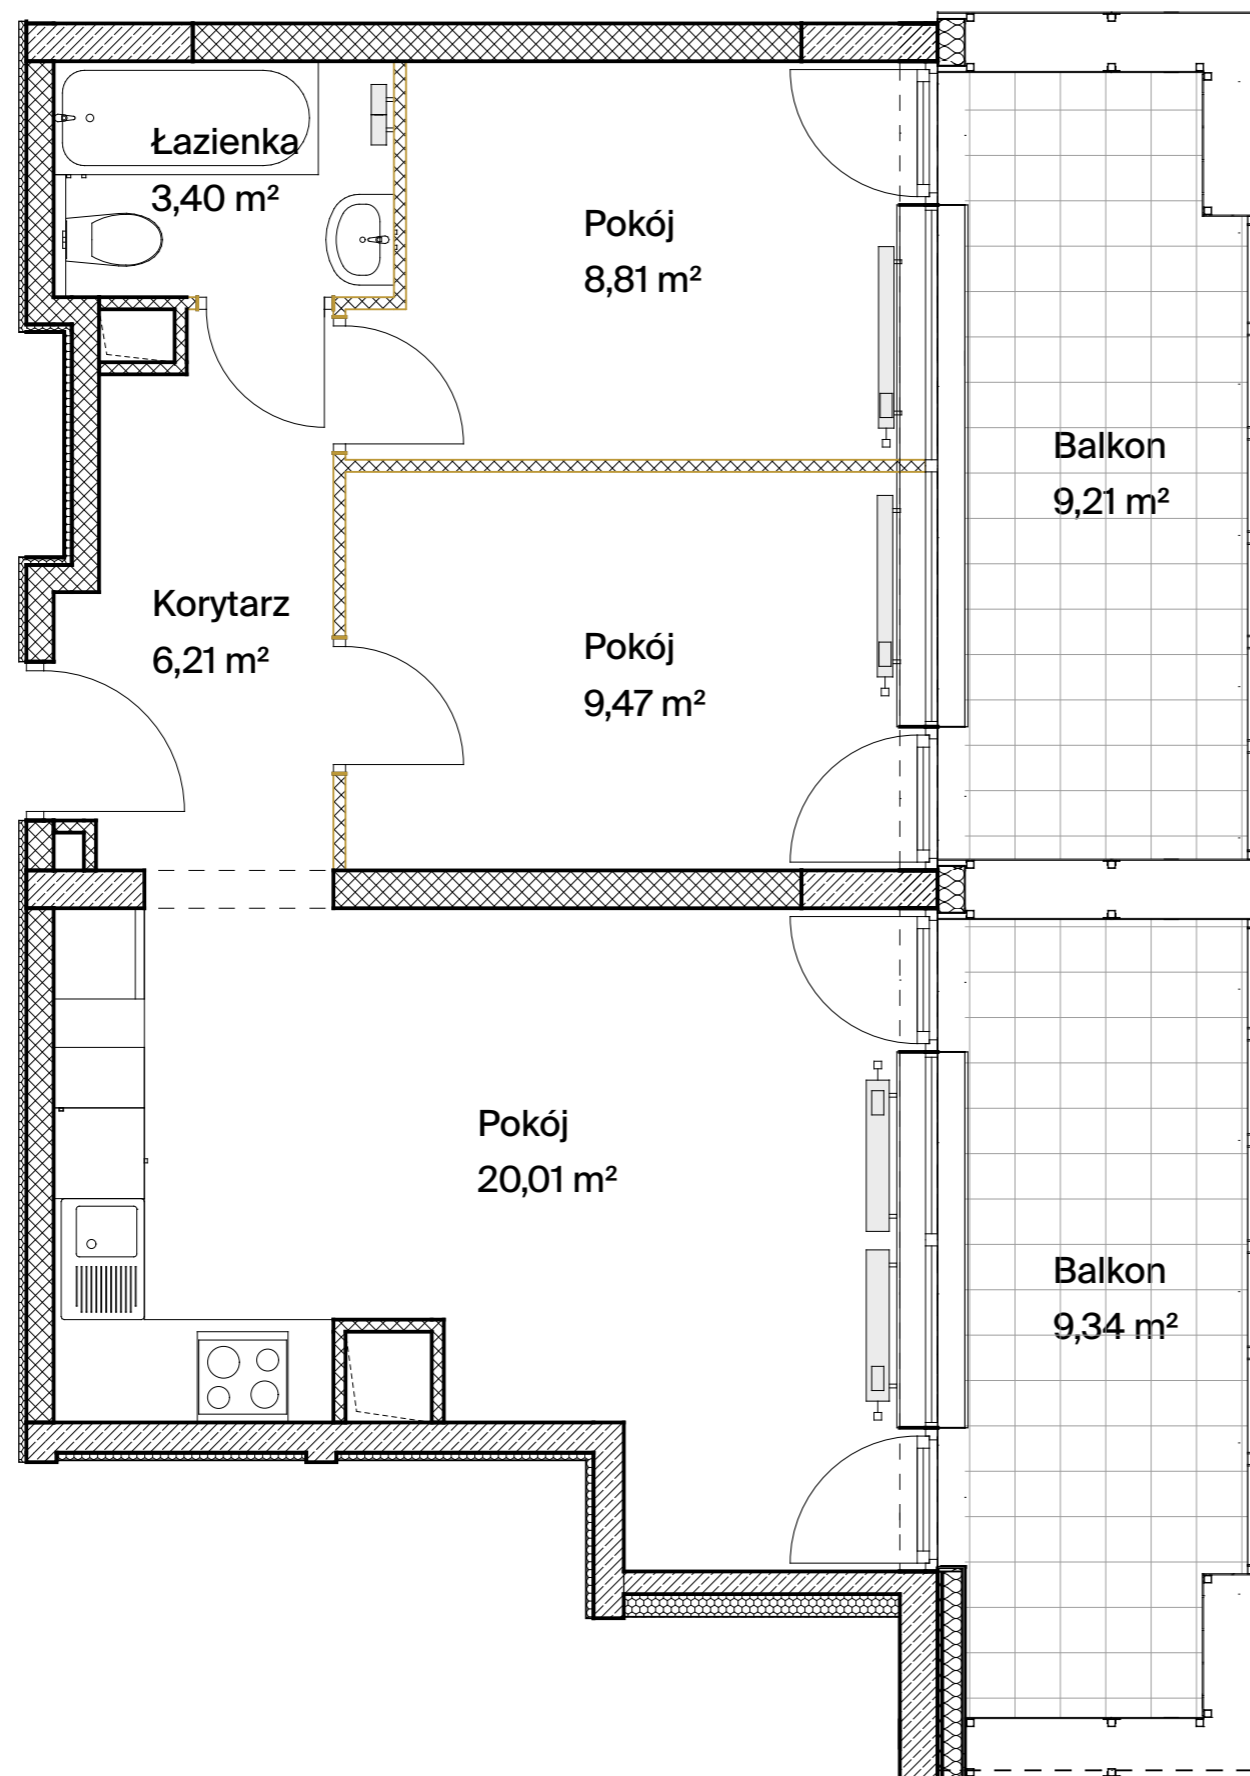 Łazienka
3,40 m²
Pokój
8,81 m²
Balkon
9,21 m²
Korytarz
6,21 m²
Pokój
9,47 m²
Pokój
20,01 m²
Balkon
9,34 m²